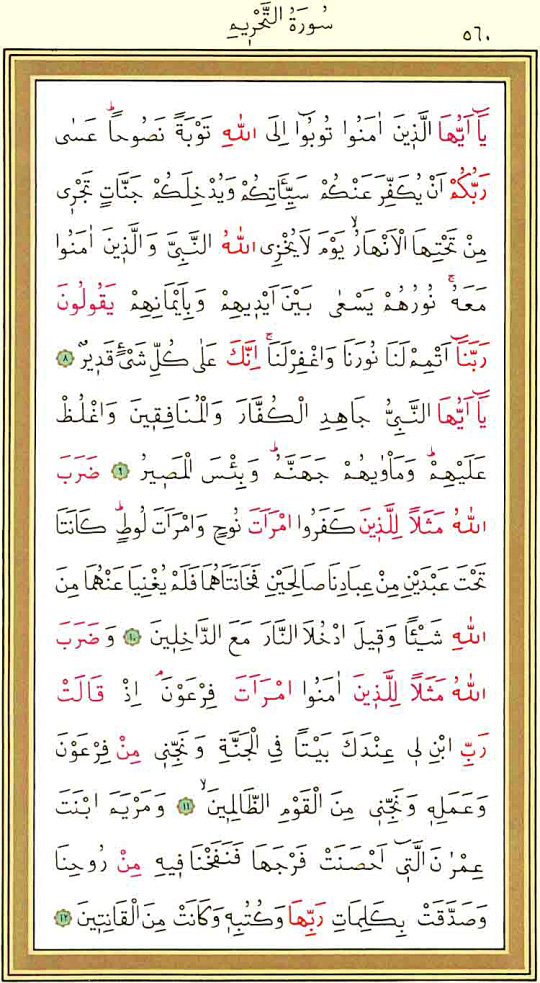 سُورَةُ التَّحْرِيمِ ٥٦٠
يَٓا اَيُّهَا الَّذ۪ينَ اٰمَنُوا تُوبُٓوا اِلَى اللّٰهِ تَوْبَةً نَصُوحًاۜ عَسٰى
رَبُّكُمْ اَنْ يُكَفِّرَ عَنْكُمْ سَيِّـَٔاتِكُمْ وَيُدْخِلَكُمْ جَنَّاتٍ تَجْر۪ي
مِنْ تَحْتِهَا الْاَنْهَارُۙ يَوْمَ لَا يُخْزِي اللّٰهُ النَّبِيَّ وَالَّذ۪ينَ اٰمَنُوا
مَعَهُۚ نُورُهُمْ يَسْعٰى بَيْنَ اَيْد۪يهِمْ وَبِاَيْمَانِهِمْ يَقُولُونَ
رَبَّنَٓا اَتْمِمْ لَنَا نُورَنَا وَاغْفِرْ لَنَاۚ اِنَّكَ عَلٰى كُلِّ شَيْءٍ قَد۪يرٌ ٨
يَٓا اَيُّهَا النَّبِيُّ جَاهِدِ الْكُفَّارَ وَالْمُنَافِق۪ينَ وَاغْلُظْ
عَلَيْهِمْۜ وَمَأْوٰيهُمْ جَهَنَّمُۜ وَبِئْسَ الْمَص۪يرُ ٩ ضَرَبَ
اللّٰهُ مَثَلًا لِلَّذ۪ينَ كَفَرُوا امْرَاَتَ نُوحٍ وَامْرَاَتَ لُوطٍۜ كَانَتَا
تَحْتَ عَبْدَيْنِ مِنْ عِبَادِنَا صَالِحَيْنِ فَخَانَتَاهُمَا فَلَمْ يُغْنِيَا عَنْهُمَا مِنَ
اللّٰهِ شَيْـًٔا وَق۪يلَ ادْخُلَا النَّارَ مَعَ الدَّاخِل۪ينَ ١٠ وَضَرَبَ
اللّٰهُ مَثَلًا لِلَّذ۪ينَ اٰمَنُوا امْرَاَتَ فِرْعَوْنَۢ اِذْ قَالَتْ
رَبِّ ابْنِ ل۪ي عِنْدَكَ بَيْتًا فِي الْجَنَّةِ وَنَجِّن۪ي مِنْ فِرْعَوْنَ
وَعَمَلِه۪ وَنَجِّن۪ي مِنَ الْقَوْمِ الظَّالِم۪ينَۙ ١١ وَمَرْيَمَ ابْنَتَ
عِمْرٰنَ الَّت۪ٓي اَحْصَنَتْ فَرْجَهَا فَنَفَخْنَا ف۪يهِ مِنْ رُوحِنَا
وَصَدَّقَتْ بِكَلِمَاتِ رَبِّهَا وَكُتُبِه۪ وَكَانَتْ مِنَ الْقَانِت۪ينَ ١٢